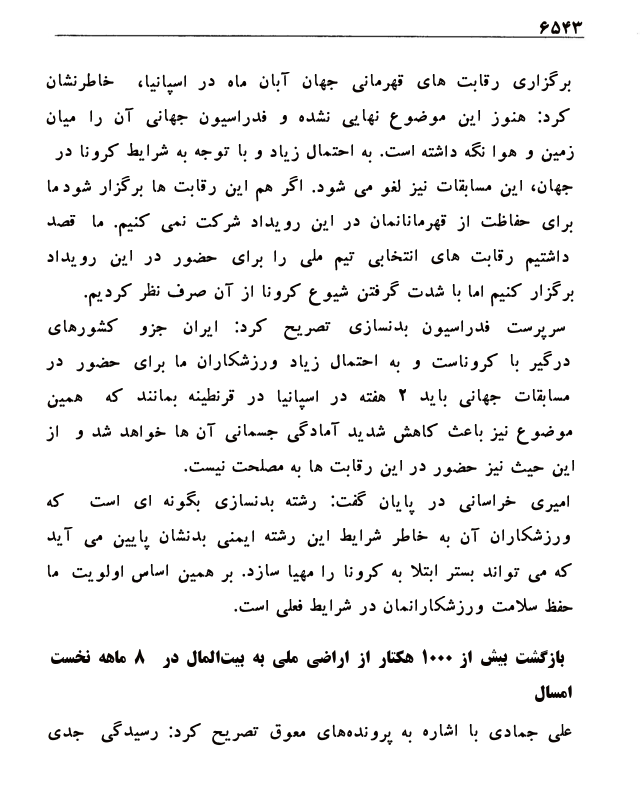 ۶۵۴۳
برگزاری رقابت های قهرمانی جهان آبان ماه در اسپانیا، خاطرنشان
کرد: هنوز این موضوع نهایی نشده و فدراسیون جهانی آن را میان
زمین و هوا نگه داشته است. به احتمال زیاد و با توجه به شرایط کرونا در
جهان، این مسابقات نیز لغو می شود. اگر هم این رقابت ها برگزار شود ما
برای حفاظت از قهرمانانمان در این رویداد شرکت نمی کنیم. ما قصد
داشتیم رقابت های انتخابی تیم ملی را برای حضور در این رویداد
برگزار کنیم اما با شدت گرفتن شیوع کرونا از آن صرف نظر کردیم.
سرپرست فدراسیون بدنسازی تصریح کرد: ایران جزو کشورهای
درگیر با کروناست و به احتمال زیاد ورزشکاران ما برای حضور در
مسابقات جهانی باید ۲ هفته در اسپانیا در قرنطینه بمانند که همین
موضوع نیز باعث کاهش شدید آمادگی جسمانی آن ها خواهد شد و از
این حیث نیز حضور در این رقابت ها به مصلحت نیست.
امیری خراسانی در پایان گفت: رشته بدنسازی بگونه ای است که
ورزشکاران آن به خاطر شرایط این رشته ایمنی بدنشان پایین می آید
که می تواند بستر ابتلا به کرونا را مهیا سازد. بر همین اساس اولویت ما
حفظ سلامت ورزشکارانمان در شرایط فعلی است.
بازگشت بیش از ۱۰۰۰ هکتار از اراضی ملی به بیت‌المال در ۸ ماهه نخست
امسال
علی جمادی با اشاره به پرونده‌های معوق تصریح کرد: رسیدگی جدی